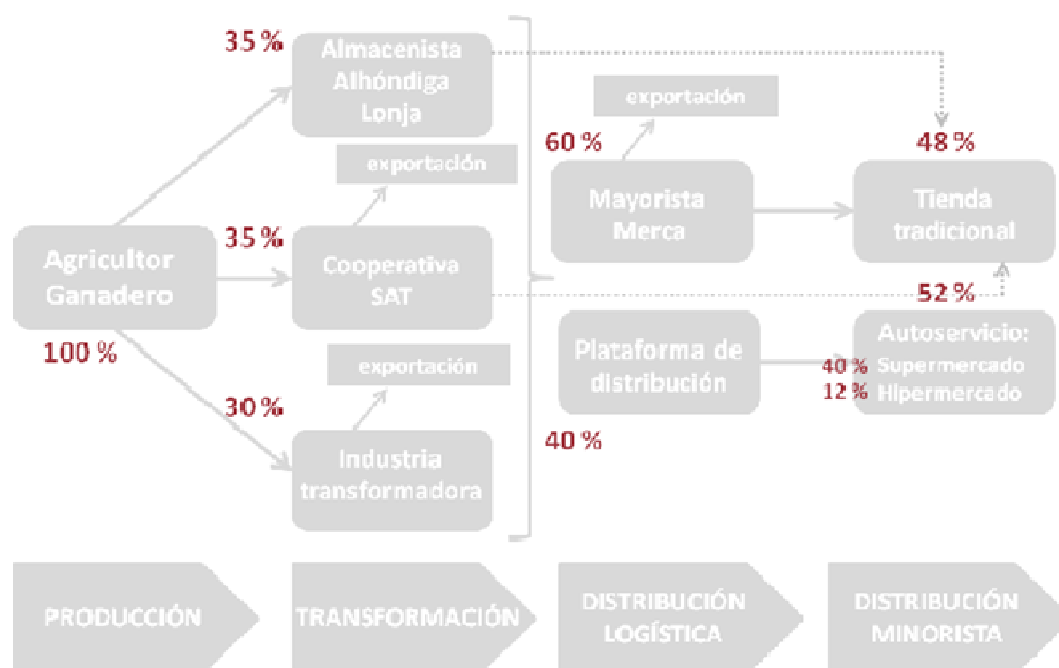 35 %
Almacenista
Alhóndiga
Lonja
exportación
35 %
Cooperativa
SAT
Agricultor
Ganadero
100 %
exportación
30 %
Industria
transformadora
exportación
60 %
Mayorista
Merca
48 %
Tienda
tradicional
52 %
Plataforma de
distribución
40 %
Autoservicio:
40 % Supermercado
12 % Hipermercado
PRODUCCIÓN
TRANSFORMACIÓN
DISTRIBUCIÓN
LOGÍSTICA
DISTRIBUCIÓN
MINORISTA